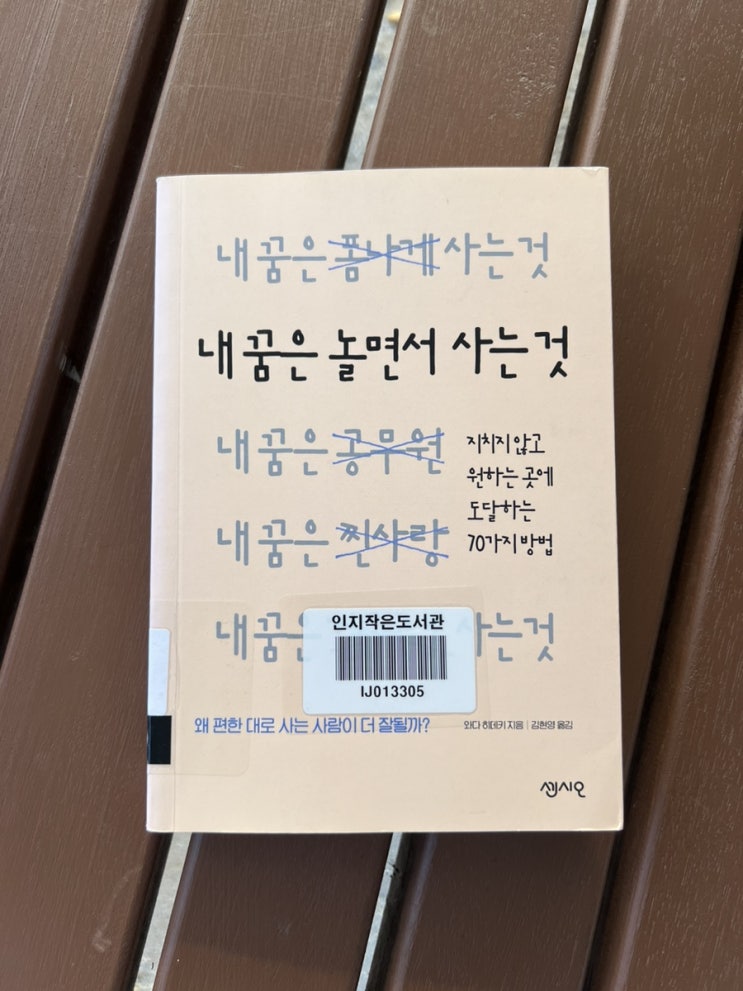 내 꿈은 폼나게 사는 것
내 꿈은 놀면서 사는 것
내 꿈은 공무원
내 꿈은 찐사랑
지치지 않고
원하는 곳에
도달하는
70가지 방법
내 꿈은 사는 것
인지작은도서관
IJ013305
왜 편한 대로 사는 사람이 더 잘될까?
와다 히데키 지음 | 김현영 옮김
센시오